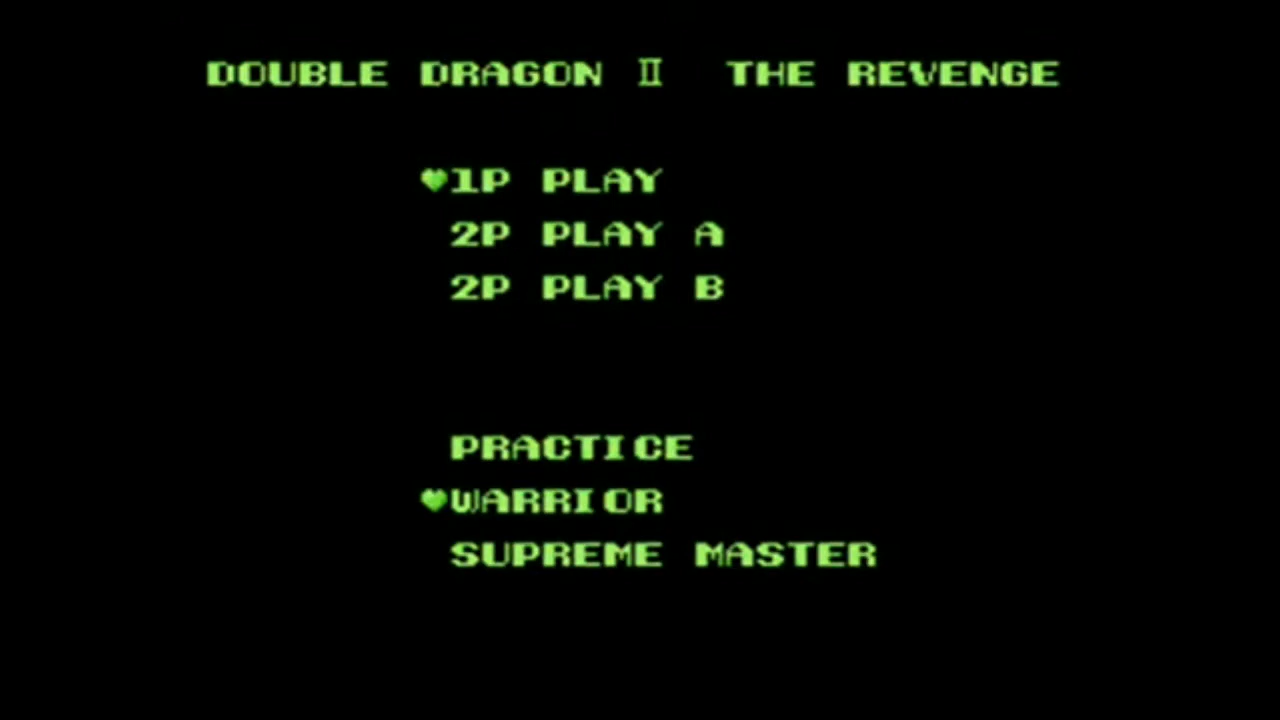 DOUBLE DRAGON II THE REVENGE
♥1P PLAY
2P PLAY A
2P PLAY B
PRACTICE
♥WARRIOR
SUPREME MASTER